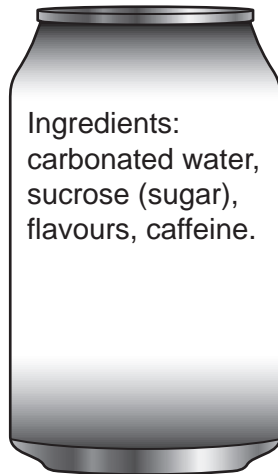 Ingredients:
carbonated water,
sucrose (sugar),
flavours, caffeine.